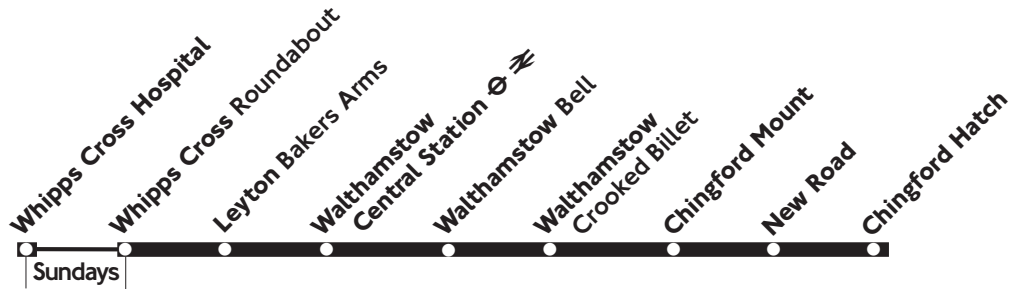 Whipps Cross Hospital
Whipps Cross Roundabout
Leyton Bakers Arms
Walthamstow
Central Station
Walthamstow Bell
Walthamstow
Crooked Billet
Chingford Mount
New Road
Chingford Hatch
Sundays